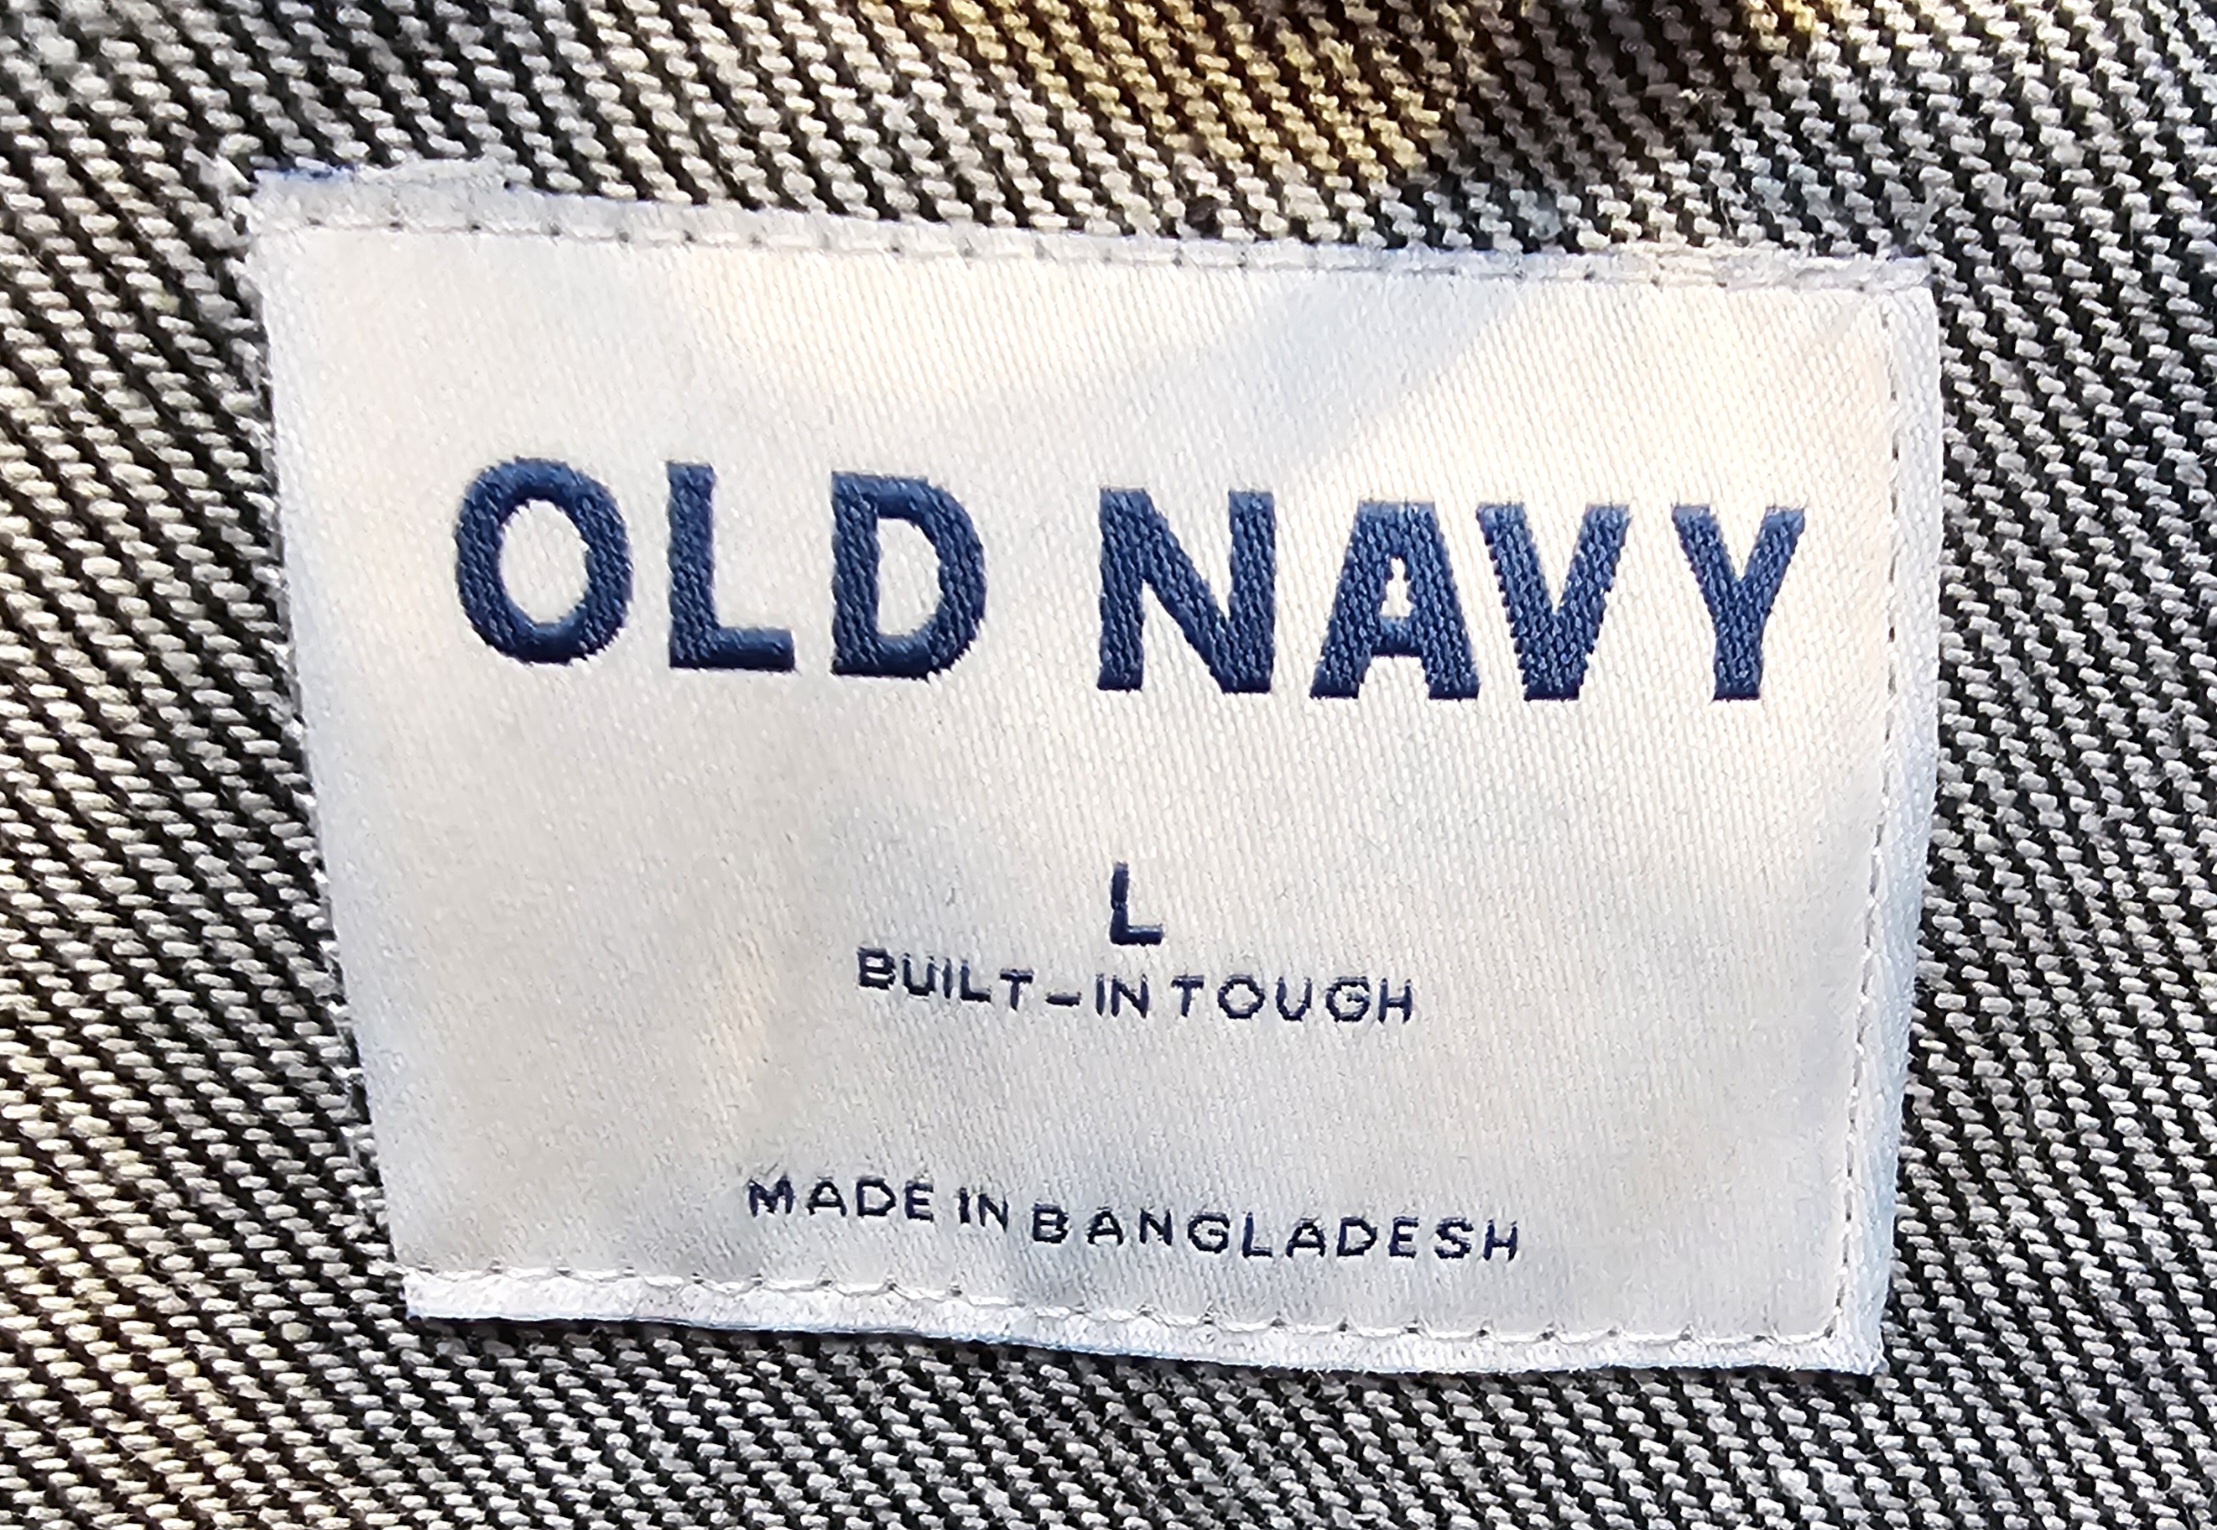 OLD NAVY
L
BUILT-IN TOUGH
MADE IN BANGLADESH